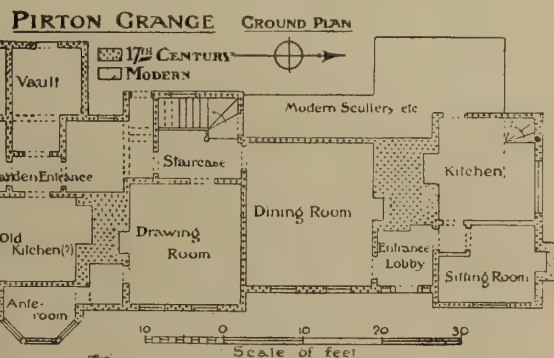 PIRTON GRANGE GROUND PLAN
17TH CENTURY
MODERN
Vault
Modern Scullery etc
Staircase
Kitchen
arden Entrance
Dining Room
Old
Kitchen(?)
Drawing
Room
Entrance
Lobby
Sitting Room
Ante-
room
10 0 10 20 30
Scale of feet